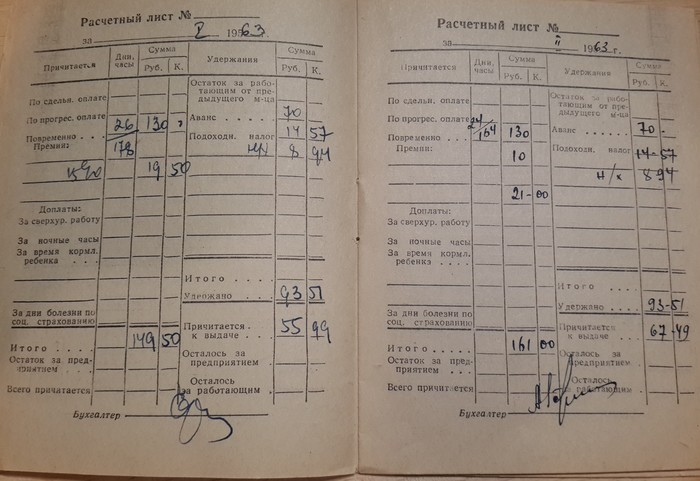 Расчетный лист №
за I 1963 г.
Причитается Дни, часы Сумма Руб. К. Удержания Сумма Руб. К.
Остаток за работающим от предыдущего м-ца
По сдельн. оплате
По прогрес. оплате Аванс 70
Повременно 26 130 Подоходн. налог 14 57
Премии: 178 8 94
19 50
Доплаты:
За сверхур. работу
За ночные часы
За время кормл. ребенка
Итого
Удержано 93 51
За дни болезни по соц. страхованию
Причитается к выдаче 55 99
Итого 149 50
Остаток за предприятием
Осталось за предприятием
Всего причитается
Осталось за работающим
Бухгалтер
Расчетный лист №
за II 1963 г.
Причитается Дни, часы Сумма Руб. К. Удержания Сумма Руб. К.
Остаток за работающим от предыдущего м-ца
По сдельн. оплате
По прогрес. оплате 24 Аванс 70-
Повременно 164 130 Подоходн. налог 14-57
Премии: 10 н/х 8 94
21-00
Доплаты:
За сверхур. работу
За ночные часы
За время кормл. ребенка
Итого
Удержано 93-51
За дни болезни по соц. страхованию
Причитается к выдаче 67-49
Итого 161 00
Остаток за предприятием
Осталось за предприятием
Всего причитается
Осталось за работающим
Бухгалтер